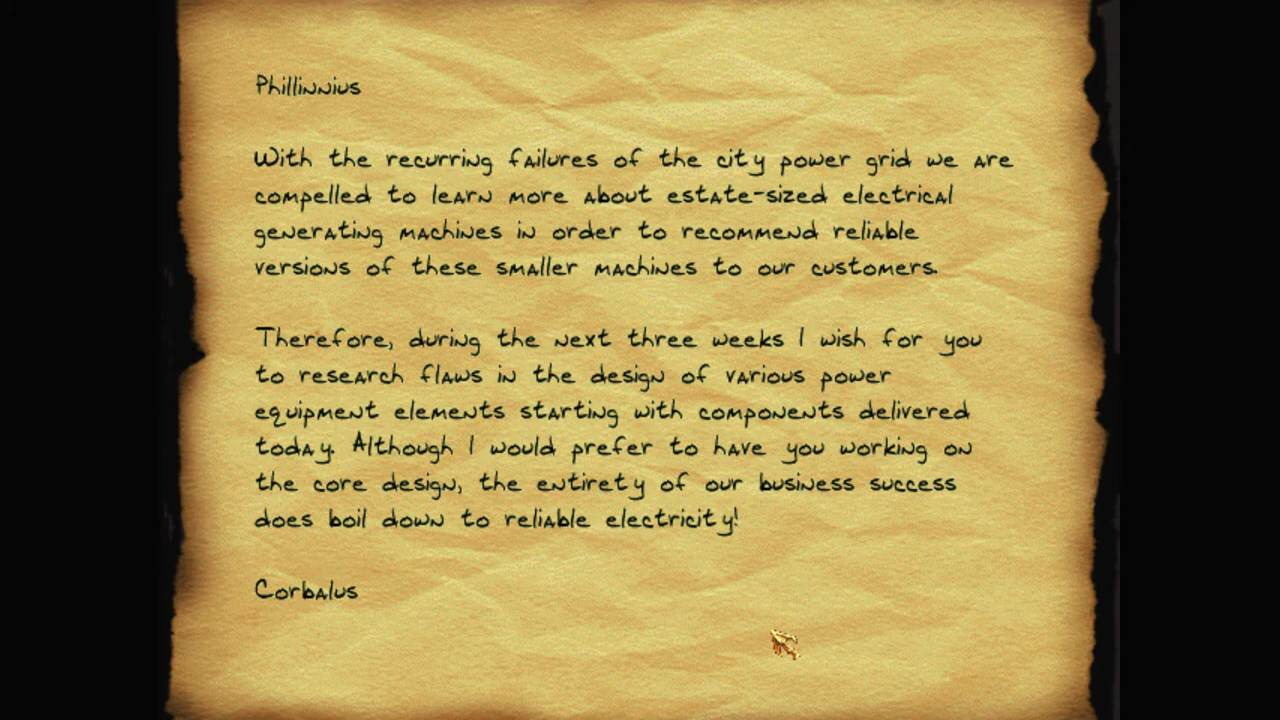 Phillinnius
With the recurring failures of the city power grid we are
compelled to learn more about estate-sized electrical
generating machines in order to recommend reliable
versions of these smaller machines to our customers.
Therefore, during the next three weeks I wish for you
to research flaws in the design of various power
equipment elements starting with components delivered
today. Although I would prefer to have you working on
the core design, the entirety of our business success
does boil down to reliable electricity!
Corbalus